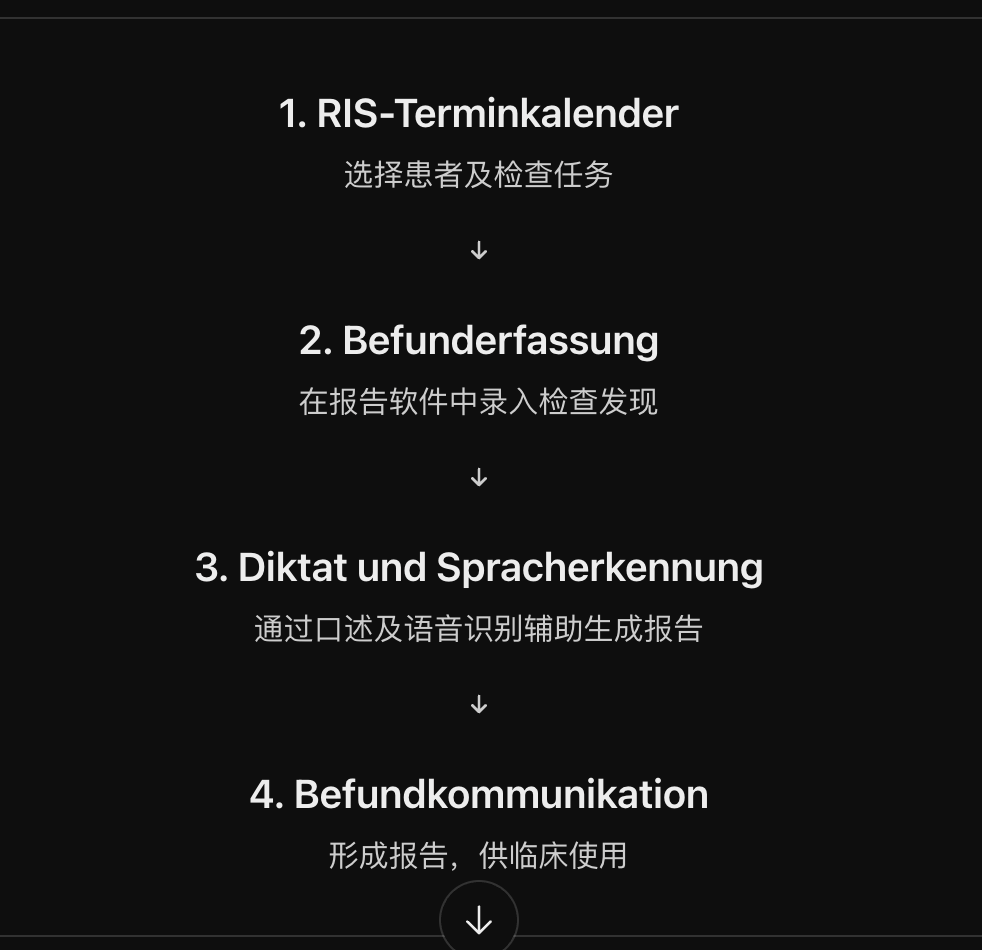 1. RIS-Terminkalender
选择患者及检查任务
↓
2. Befunderfassung
在报告软件中录入检查发现
↓
3. Diktat und Spracherkennung
通过口述及语音识别辅助生成报告
↓
4. Befundkommunikation
形成报告，供临床使用